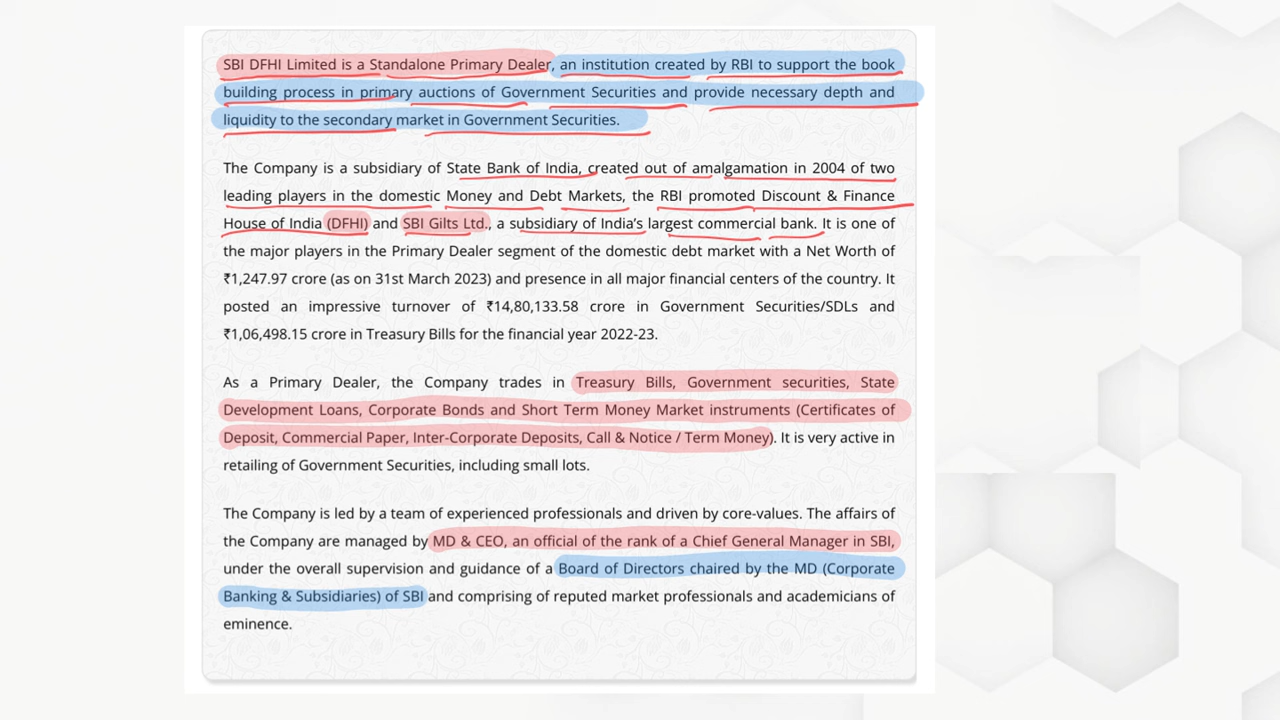 SBI DFHI Limited is a Standalone Primary Dealer, an institution created by RBI to support the book
building process in primary auctions of Government Securities and provide necessary depth and
liquidity to the secondary market in Government Securities.
The Company is a subsidiary of State Bank of India, created out of amalgamation in 2004 of two
leading players in the domestic Money and Debt Markets, the RBI promoted Discount & Finance
House of India (DFHI) and SBI Gilts Ltd., a subsidiary of India’s largest commercial bank. It is one of
the major players in the Primary Dealer segment of the domestic debt market with a Net Worth of
₹1,247.97 crore (as on 31st March 2023) and presence in all major financial centers of the country. It
posted an impressive turnover of ₹14,80,133.58 crore in Government Securities/SDLs and
₹1,06,498.15 crore in Treasury Bills for the financial year 2022-23.
As a Primary Dealer, the Company trades in Treasury Bills, Government securities, State
Development Loans, Corporate Bonds and Short Term Money Market instruments (Certificates of
Deposit, Commercial Paper, Inter-Corporate Deposits, Call & Notice / Term Money). It is very active in
retailing of Government Securities, including small lots.
The Company is led by a team of experienced professionals and driven by core-values. The affairs of
the Company are managed by MD & CEO, an official of the rank of a Chief General Manager in SBI,
under the overall supervision and guidance of a Board of Directors chaired by the MD (Corporate
Banking & Subsidiaries) of SBI and comprising of reputed market professionals and academicians of
eminence.